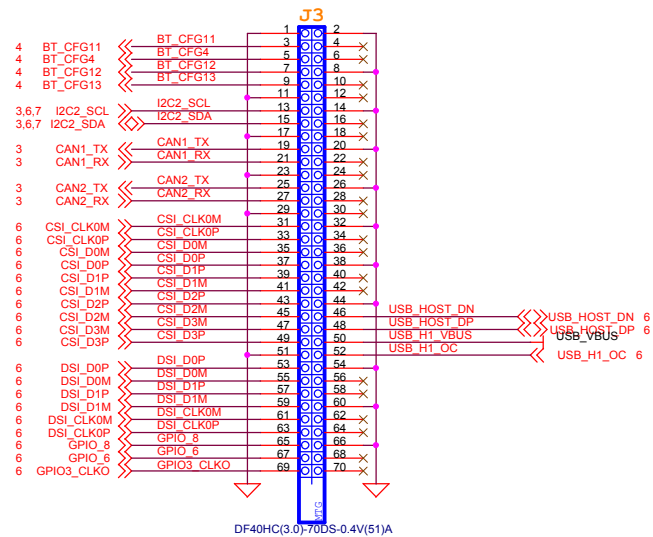 J3
1 2
4 BT_CFG11 BT_CFG11 3 4
4 BT_CFG4 BT_CFG4 5 6
4 BT_CFG12 BT_CFG12 7 8
4 BT_CFG13 BT_CFG13 9 10
11 12
3,6,7 I2C2_SCL I2C2_SCL 13 14
3,6,7 I2C2_SDA I2C2_SDA 15 16
17 18
3 CAN1_TX CAN1_TX 19 20
3 CAN1_RX CAN1_RX 21 22
23 24
3 CAN2_TX CAN2_TX 25 26
3 CAN2_RX CAN2_RX 27 28
29 30
6 CSI_CLK0M CSI_CLK0M 31 32
6 CSI_CLK0P CSI_CLK0P 33 34
6 CSI_D0M CSI_D0M 35 36
6 CSI_D0P CSI_D0P 37 38
6 CSI_D1P CSI_D1P 39 40
6 CSI_D1M CSI_D1M 41 42
6 CSI_D2P CSI_D2P 43 44
6 CSI_D2M CSI_D2M 45 46 USB_HOST_DN USB_HOST_DN 6
6 CSI_D3M CSI_D3M 47 48 USB_HOST_DP USB_HOST_DP 6
6 CSI_D3P CSI_D3P 49 50 USB_H1_VBUS USB_VBUS
51 52 USB_H1_OC USB_H1_OC 6
6 DSI_D0P DSI_D0P 53 54
6 DSI_D0M DSI_D0M 55 56
6 DSI_D1P DSI_D1P 57 58
6 DSI_D1M DSI_D1M 59 60
6 DSI_CLK0M DSI_CLK0M 61 62
6 DSI_CLK0P DSI_CLK0P 63 64
6 GPIO_8 GPIO_8 65 66
6 GPIO_6 GPIO_6 67 68
6 GPIO3_CLKO GPIO3_CLKO 69 70
MTG
DF40HC(3.0)-70DS-0.4V(51)A